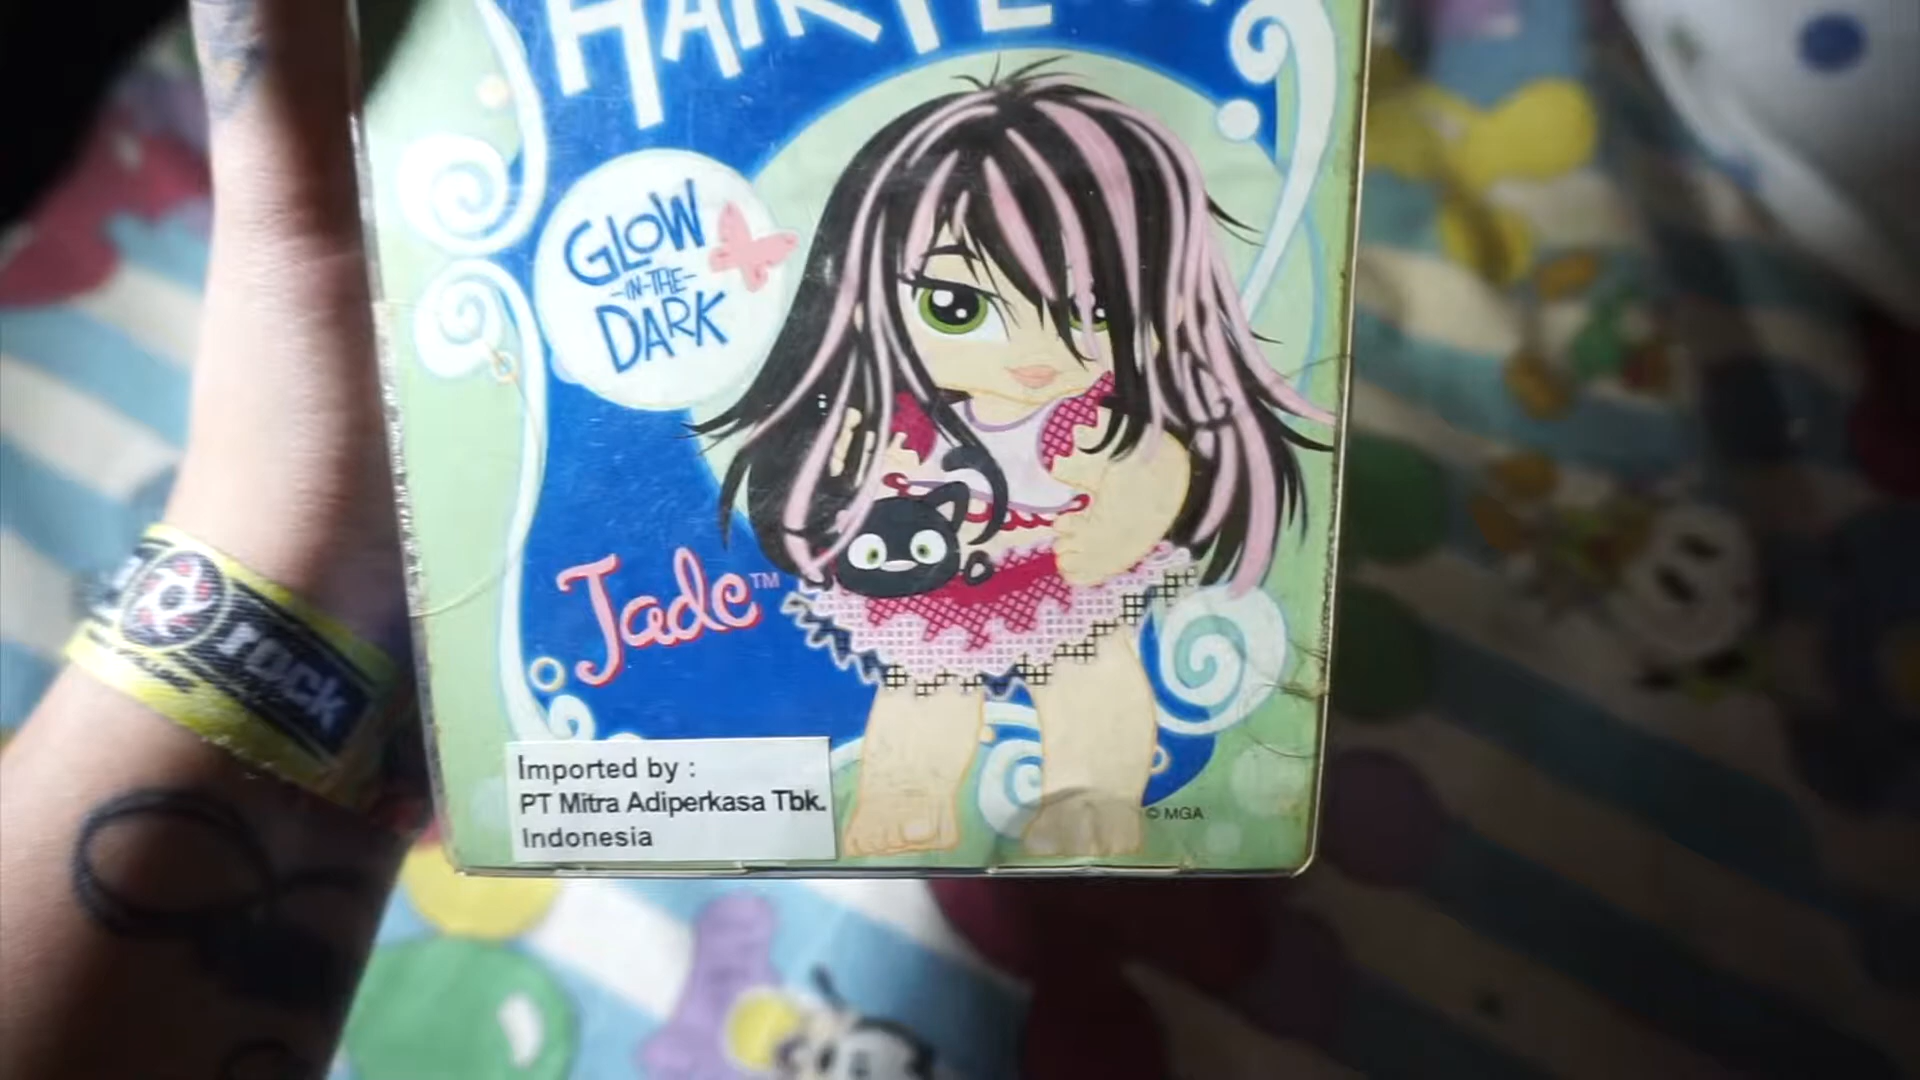 GLOW
-IN-THE-
DARK
Jade™
Imported by :
PT Mitra Adiperkasa Tbk.
Indonesia
© MGA
rock